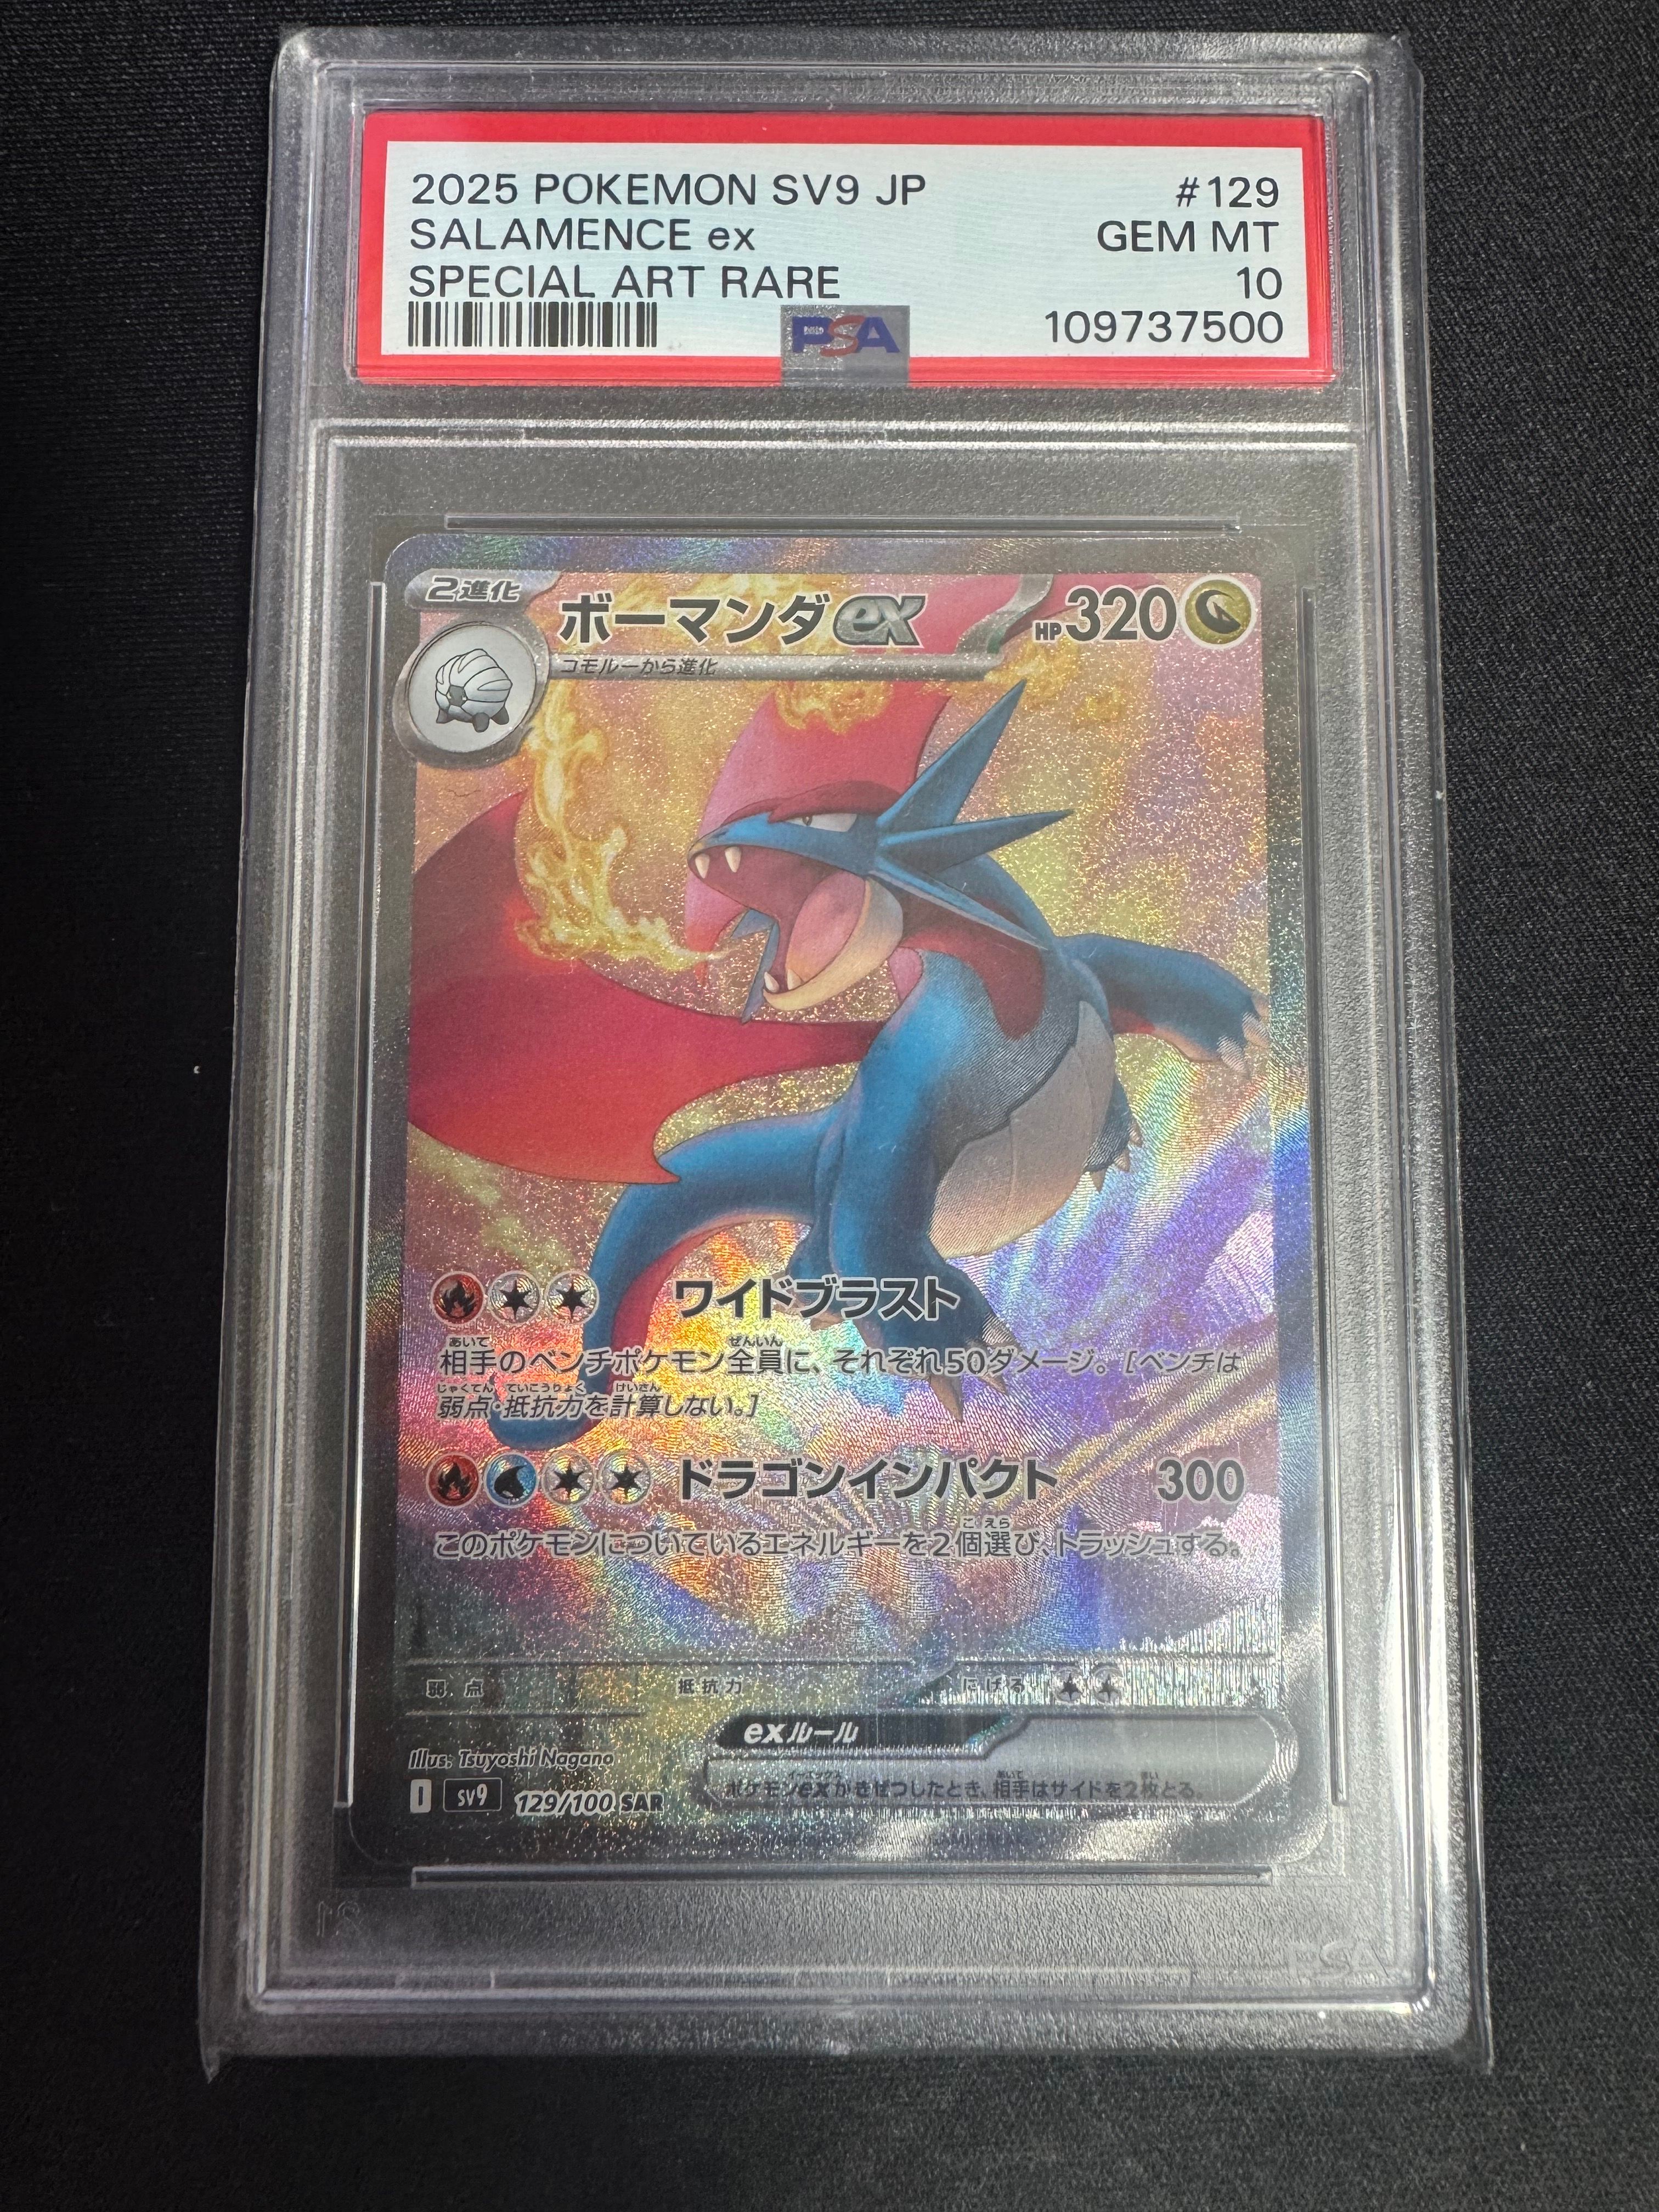 2025 POKEMON SV9 JP #129
SALAMENCE ex GEM MT
SPECIAL ART RARE 10
PSA 109737500
2進化 ボーマンダex HP320
コモルーから進化
ワイドブラスト
相手のベンチポケモン全員に、それぞれ50ダメージ。［ベンチは
弱点・抵抗力を計算しない。］
ドラゴンインパクト 300
このポケモンについているエネルギーを2個選び、トラッシュする。
弱点 抵抗力 にげる
exルール
ポケモンexがきぜつしたとき、相手はサイドを2枚とる。
Illus. Tsuyoshi Nagano
I SV9 129/100 SAR
PSA